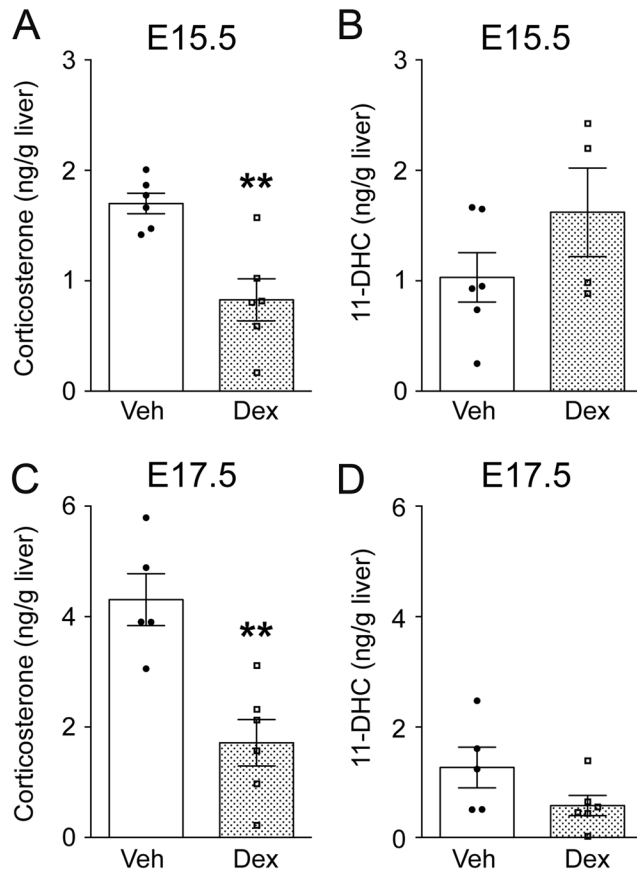 A
E15.5
Corticosterone (ng/g liver)
3
2
1
0
**
Veh
Dex
B
E15.5
11-DHC (ng/g liver)
3
2
1
0
Veh
Dex
C
E17.5
Corticosterone (ng/g liver)
6
4
2
0
**
Veh
Dex
D
E17.5
11-DHC (ng/g liver)
6
4
2
0
Veh
Dex